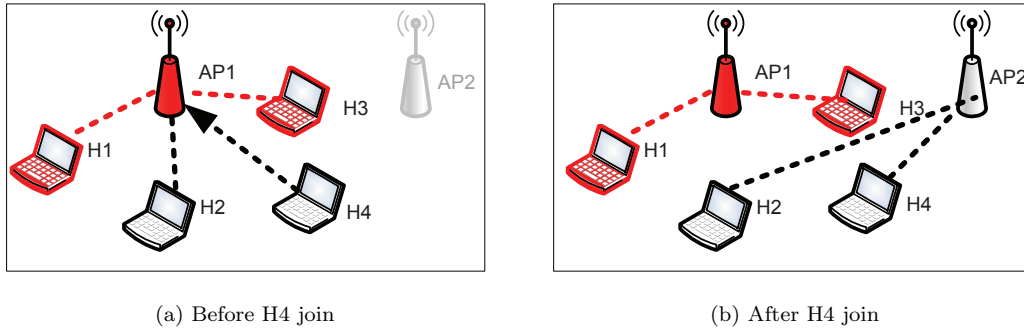 AP1
AP2
H3
H1
H2
H4
(a) Before H4 join
AP1
AP2
H3
H1
H2
H4
(b) After H4 join